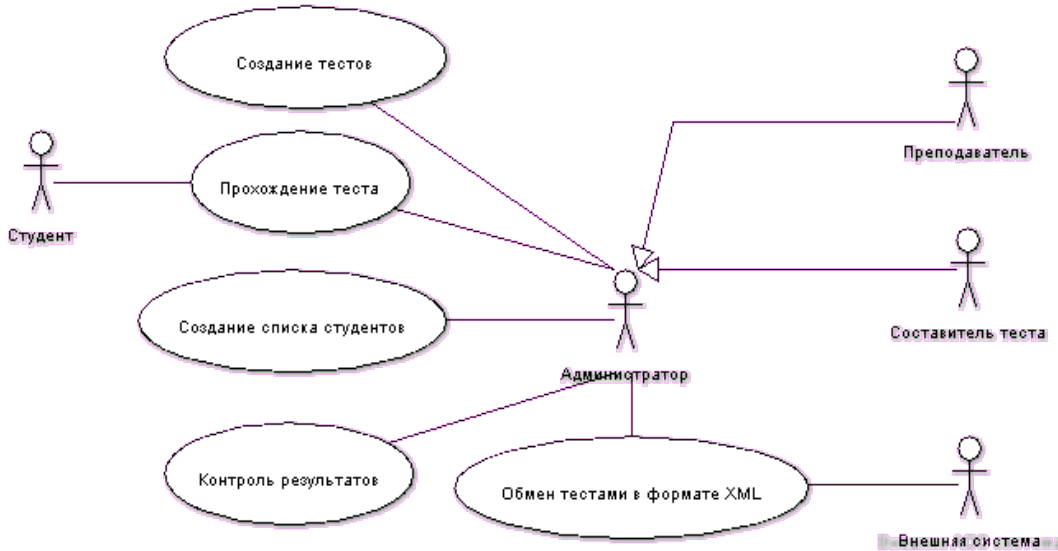 Создание тестов
Преподаватель
Прохождение теста
Студент
Создание списка студентов
Составитель теста
Администратор
Контроль результатов
Обмен тестами в формате XML
Внешняя система